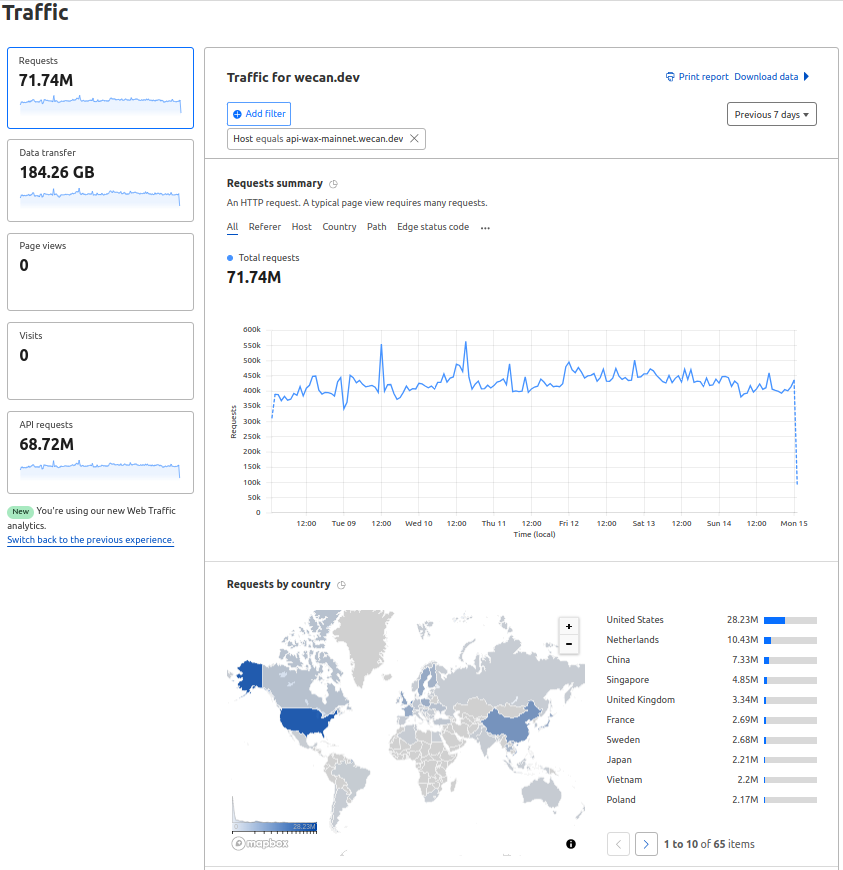 Traffic
Requests
71.74M
Data transfer
184.26 GB
Page views
0
Visits
0
API requests
68.72M
New You're using our new Web Traffic
analytics.
Switch back to the previous experience.
Traffic for wecan.dev
Print report Download data
Add filter
Previous 7 days
Host equals api-wax-mainnet.wecan.dev
Requests summary
An HTTP request. A typical page view requires many requests.
All Referer Host Country Path Edge status code ...
Total requests
71.74M
600k
550k
500k
450k
400k
350k
300k
250k
200k
150k
100k
50k
0
Requests
12:00 Tue 09 12:00 Wed 10 12:00 Thu 11 12:00 Fri 12 12:00 Sat 13 12:00 Sun 14 12:00 Mon 15
Time (local)
Requests by country
+
−
0 28.23M
mapbox
United States 28.23M
Netherlands 10.43M
China 7.33M
Singapore 4.85M
United Kingdom 3.34M
France 2.69M
Sweden 2.68M
Japan 2.21M
Vietnam 2.2M
Poland 2.17M
1 to 10 of 65 items